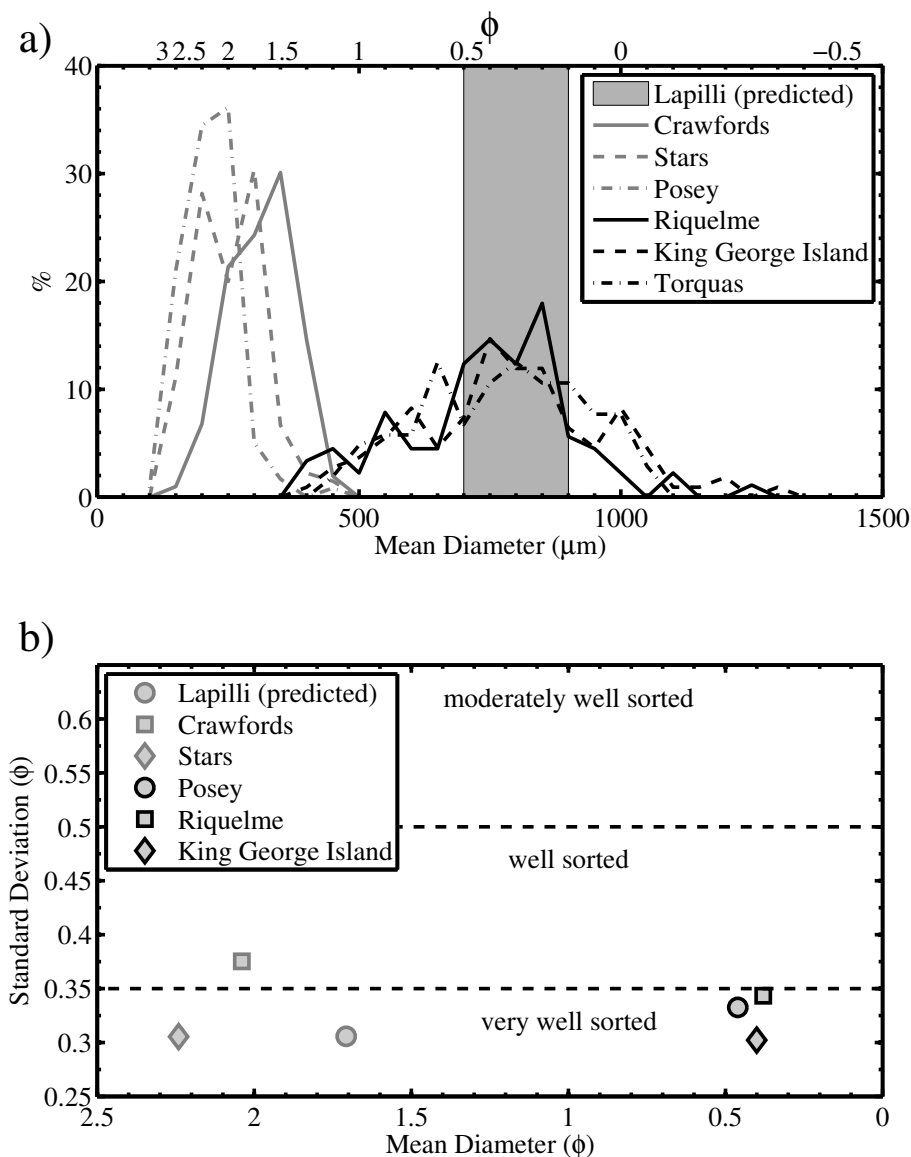 a)
ϕ
3 2.5 2 1.5 1 0.5 0 −0.5
40
30
20
10
0
%
Lapilli (predicted)
Crawfords
Stars
Posey
Riquelme
King George Island
Torquas
0 500 1000 1500
Mean Diameter (μm)
b)
Lapilli (predicted)
Crawfords
Stars
Posey
Riquelme
King George Island
moderately well sorted
well sorted
very well sorted
0.6
0.55
0.5
0.45
0.4
0.35
0.3
0.25
Standard Deviation (ϕ)
2.5 2 1.5 1 0.5 0
Mean Diameter (ϕ)